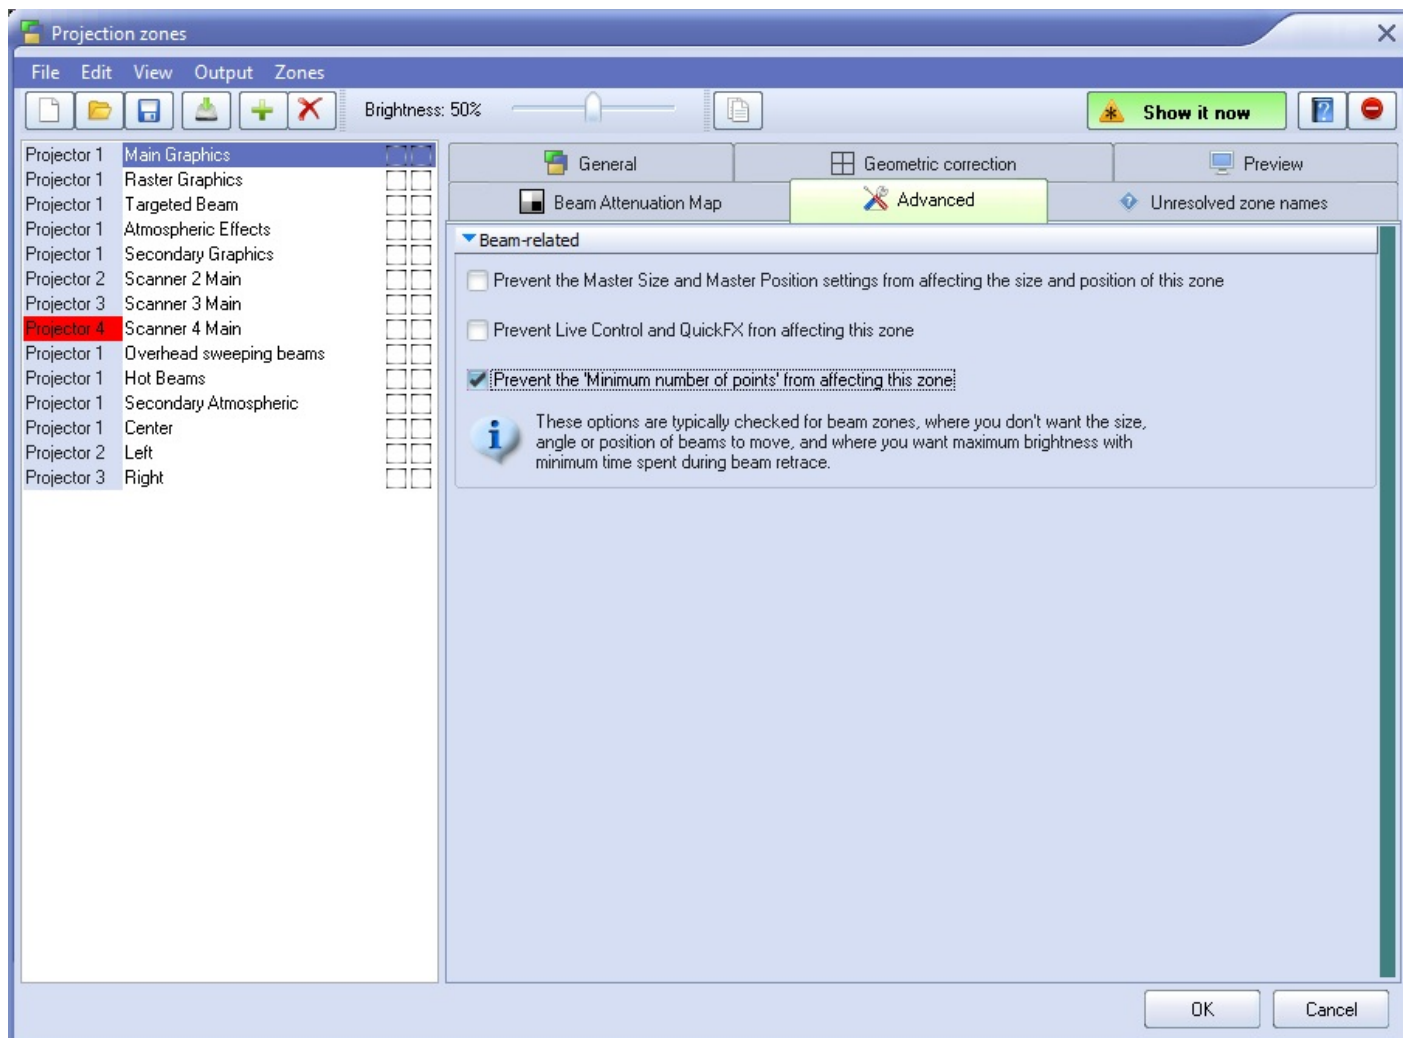 Projection zones
File Edit View Output Zones
Brightness: 50%
Show it now
Projector 1 Main Graphics
Projector 1 Raster Graphics
Projector 1 Targeted Beam
Projector 1 Atmospheric Effects
Projector 1 Secondary Graphics
Projector 2 Scanner 2 Main
Projector 3 Scanner 3 Main
Projector 4 Scanner 4 Main
Projector 1 Overhead sweeping beams
Projector 1 Hot Beams
Projector 1 Secondary Atmospheric
Projector 1 Center
Projector 2 Left
Projector 3 Right
General Geometric correction Preview
Beam Attenuation Map Advanced Unresolved zone names
Beam-related
Prevent the Master Size and Master Position settings from affecting the size and position of this zone
Prevent Live Control and QuickFX fron affecting this zone
Prevent the 'Minimum number of points' from affecting this zone
These options are typically checked for beam zones, where you don't want the size,
angle or position of beams to move, and where you want maximum brightness with
minimum time spent during beam retrace.
OK Cancel